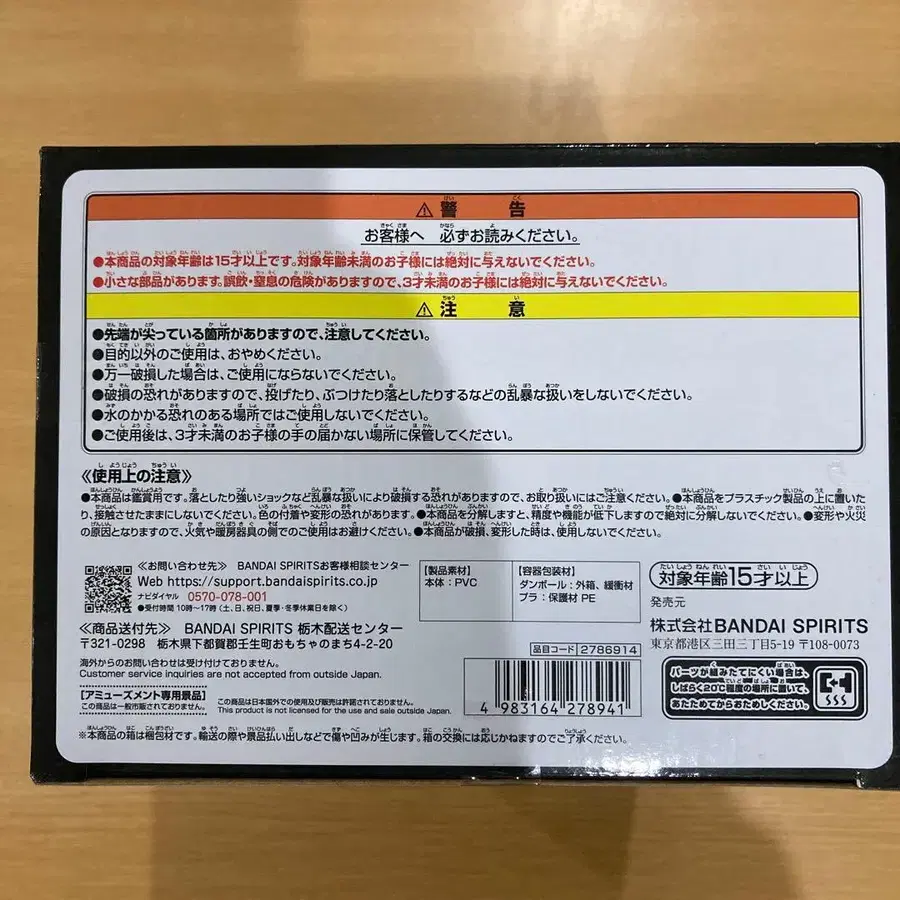 ⚠警 告
お客様へ 必ずお読みください。
●本商品の対象年齢は15才以上です。対象年齢未満のお子様には絶対に与えないでください。
●小さな部品があります。誤飲・窒息の危険がありますので、3才未満のお子様には絶対に与えないでください。
⚠注 意
●先端が尖っている箇所がありますので、注意してください。
●目的以外のご使用は、おやめください。
●万一破損した場合は、ご使用にならないでください。
●破損の恐れがありますので、投げたり、ぶつけたり落としたりするなどの乱暴な扱いをしないでください。
●水のかかる恐れのある場所ではご使用しないでください。
●ご使用後は、3才未満のお子様の手の届かない場所に保管してください。
《使用上の注意》
●本商品は鑑賞用です。落としたり強いショックなど乱暴な扱いにより破損する恐れがありますので、お取り扱いにはご注意ください。●本商品をプラスチック製品の上に置いた
り、接触させたままにしないでください。色の付着や変形の恐れがあります。●本商品を分解しますと、精度や機能が低下しますので絶対に分解しないでください。●変形や火災
の原因となりますので、火気や暖房器具の側でのご使用はお避けください。●本商品が破損、変形した時は、使用しないでください。
≪お問い合わせ先≫ BANDAI SPIRITSお客様相談センター
Web https://support.bandaispirits.co.jp
ナビダイヤル 0570-078-001
●受付時間 10時〜17時(土、日、祝日、夏季・冬季休業日を除く)
≪商品送付先≫ BANDAI SPIRITS 栃木配送センター
〒321-0298 栃木県下都賀郡壬生町おもちゃのまち4-2-20
海外からのお問い合わせは受け付けておりません。
Customer service inquiries are not accepted from outside Japan.
【アミューズメント専用景品】
この商品は一般市販されておりません。
この商品は日本国外での使用及び販売は許諾されておりません。
This product is not licensed for the use and sale outside Japan.
【製品素材】
本体:PVC
【容器包装材】
ダンボール:外箱、緩衝材
プラ:保護材 PE
品目コード 2786914
4 983164 278941
対象年齢15才以上
発売元
株式会社BANDAI SPIRITS
東京都港区三田三丁目5-19 〒108-0073
パーツが組みたてにくい場合は、
しばらく20℃程度の場所に置いて、
あたためてからおためしください。
※本商品の箱は梱包材です。輸送の際や景品払い出しなどで傷や凹みが生じます。箱の交換には応じかねますのでご了承ください。